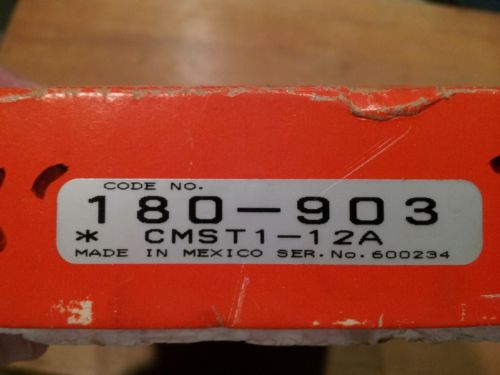 CODE NO.
180-903
* CMST1-12A
MADE IN MEXICO SER. No. 600234